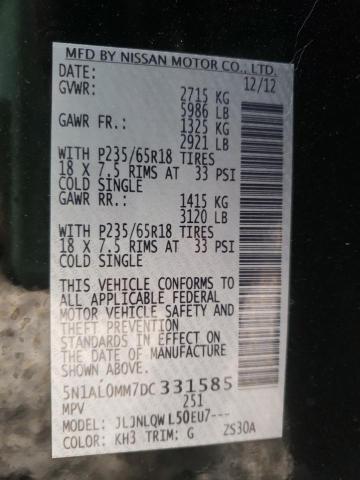 MFD BY NISSAN MOTOR CO., LTD.
DATE: 12/12
GVWR: 2715 KG
5986 LB
GAWR FR.: 1325 KG
2921 LB
WITH P235/65R18 TIRES
18 X 7.5 RIMS AT 33 PSI
COLD SINGLE
GAWR RR.: 1415 KG
3120 LB
WITH P235/65R18 TIRES
18 X 7.5 RIMS AT 33 PSI
COLD SINGLE
THIS VEHICLE CONFORMS TO
ALL APPLICABLE FEDERAL
MOTOR VEHICLE SAFETY AND
THEFT PREVENTION
STANDARDS IN EFFECT ON
THE DATE OF MANUFACTURE
SHOWN ABOVE.
5N1AL0MM7DC331585
MPV 251
MODEL: JLJNLQWL50EU7---
COLOR: KH3 TRIM: G ZS30A